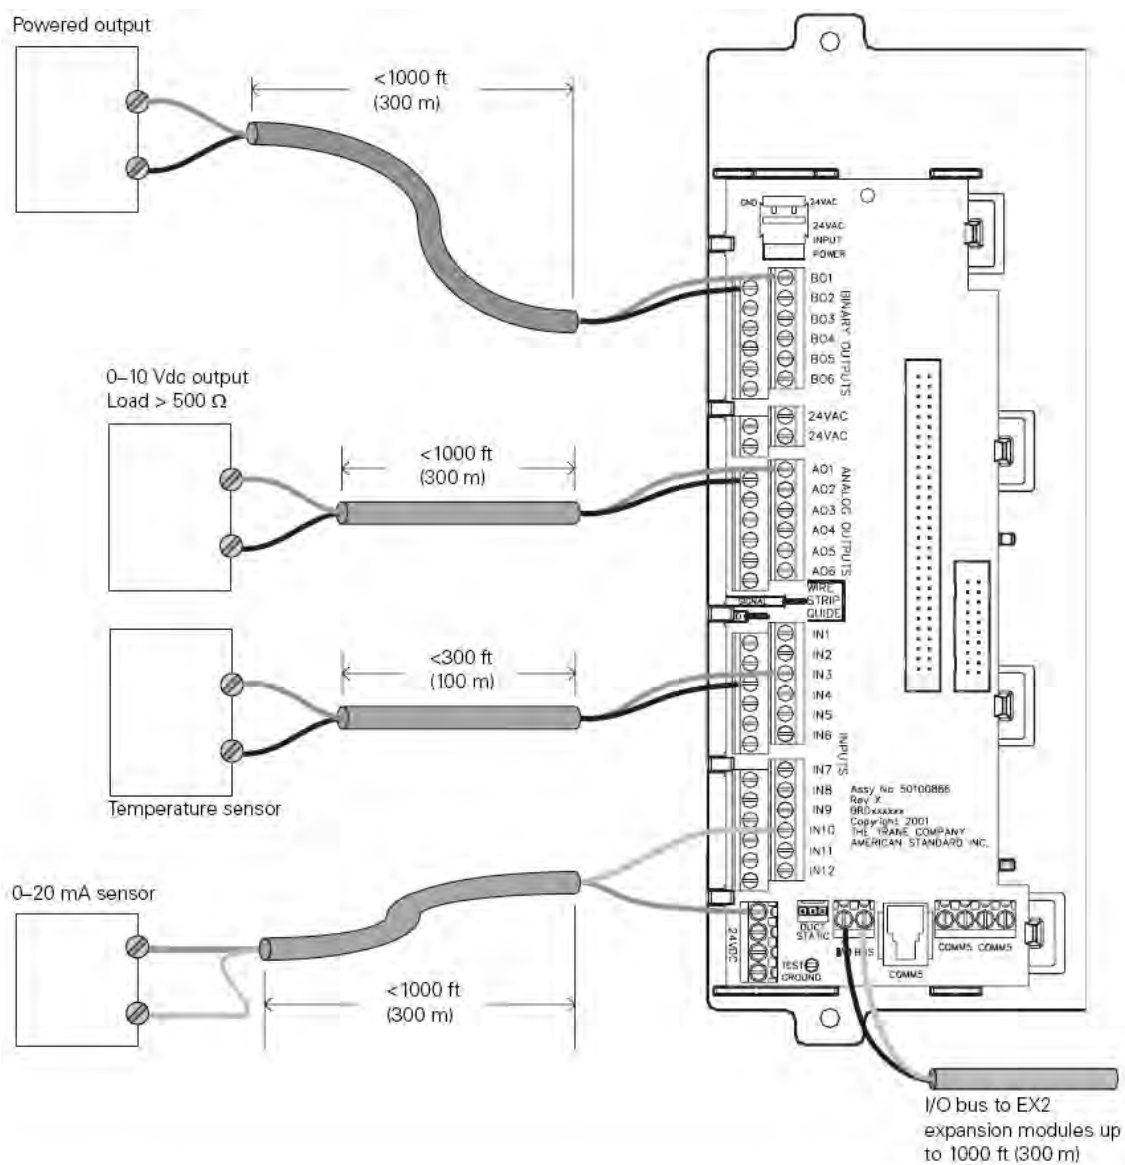 Powered output
<1000 ft
(300 m)
GND
24VAC
24VAC
INPUT
POWER
BO1
BO2
BO3
BO4
BO5
BO6
BINARY OUTPUTS
0–10 Vdc output
Load > 500 Ω
<1000 ft
(300 m)
24VAC
24VAC
AO1
AO2
AO3
AO4
AO5
AO6
ANALOG OUTPUTS
SIGNAL
WIRE
STRIP
GUIDE
<300 ft
(100 m)
IN1
IN2
IN3
IN4
IN5
IN6
INPUTS
Temperature sensor
IN7
IN8
IN9
IN10
IN11
IN12
Assy No 50100866
Rev X
BRDxxxxxx
Copyright 2001
THE TRANE COMPANY
AMERICAN STANDARD INC.
0–20 mA sensor
<1000 ft
(300 m)
24VDC
DUCT
STATIC
TEST
GROUND
BUS
COMM5
COMM5 COMM5
I/O bus to EX2
expansion modules up
to 1000 ft (300 m)